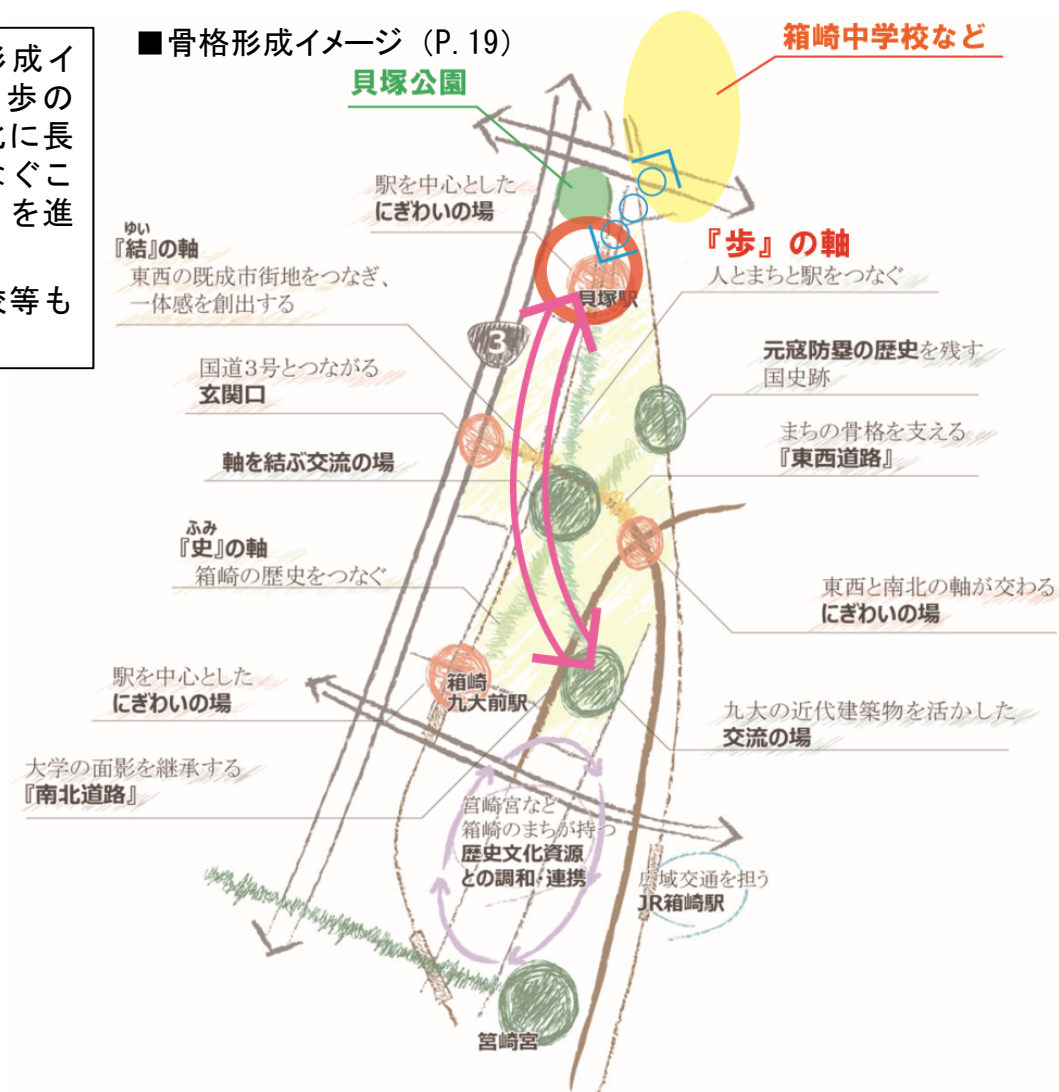 形成イ
歩の
化に長
なぐこ
を進
校等も
■骨格形成イメージ (P.19)
箱崎中学校など
貝塚公園
駅を中心とした
にぎわいの場
ゆい
『結』の軸
東西の既成市街地をつなぎ、
一体感を創出する
『歩』の軸
人とまちと駅をつなぐ
貝塚駅
3
国道3号とつながる
玄関口
元寇防塁の歴史を残す
国史跡
まちの骨格を支える
『東西道路』
軸を結ぶ交流の場
ふみ
『史』の軸
箱崎の歴史をつなぐ
東西と南北の軸が交わる
にぎわいの場
駅を中心とした
にぎわいの場
箱崎
九大前駅
九大の近代建築物を活かした
交流の場
大学の面影を継承する
『南北道路』
筥崎宮など
箱崎のまちが持つ
歴史文化資源
との調和・連携
広域交通を担う
JR箱崎駅
筥崎宮